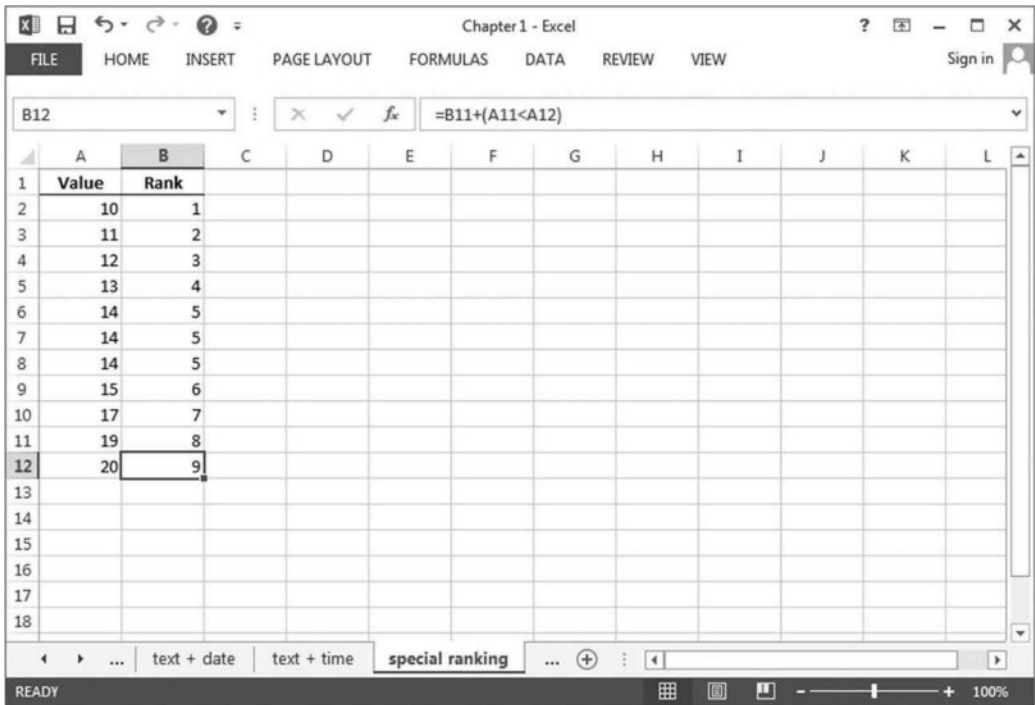 Chapter 1 - Excel
FILE HOME INSERT PAGE LAYOUT FORMULAS DATA REVIEW VIEW Sign in
B12 fx =B11+(A11<A12)
A B C D E F G H I J K L
1 Value Rank
2 10 1
3 11 2
4 12 3
5 13 4
6 14 5
7 14 5
8 14 5
9 15 6
10 17 7
11 19 8
12 20 9
13
14
15
16
17
18
... text + date text + time special ranking ...
READY 100%